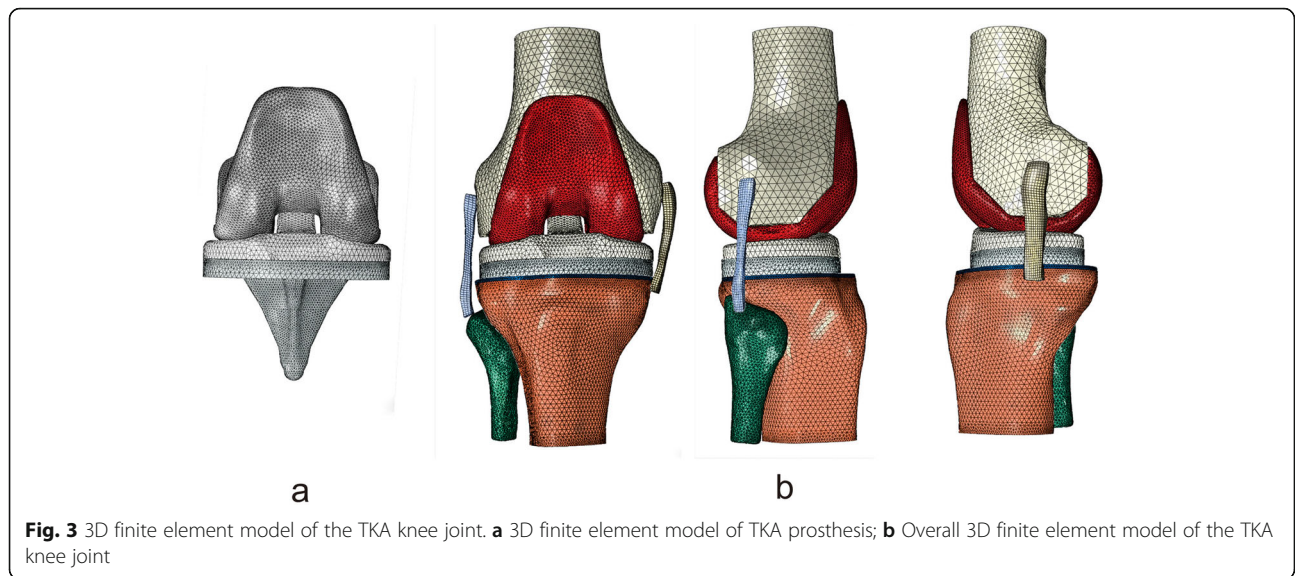 a
b
Fig. 3 3D finite element model of the TKA knee joint. a 3D finite element model of TKA prosthesis; b Overall 3D finite element model of the TKA
knee joint